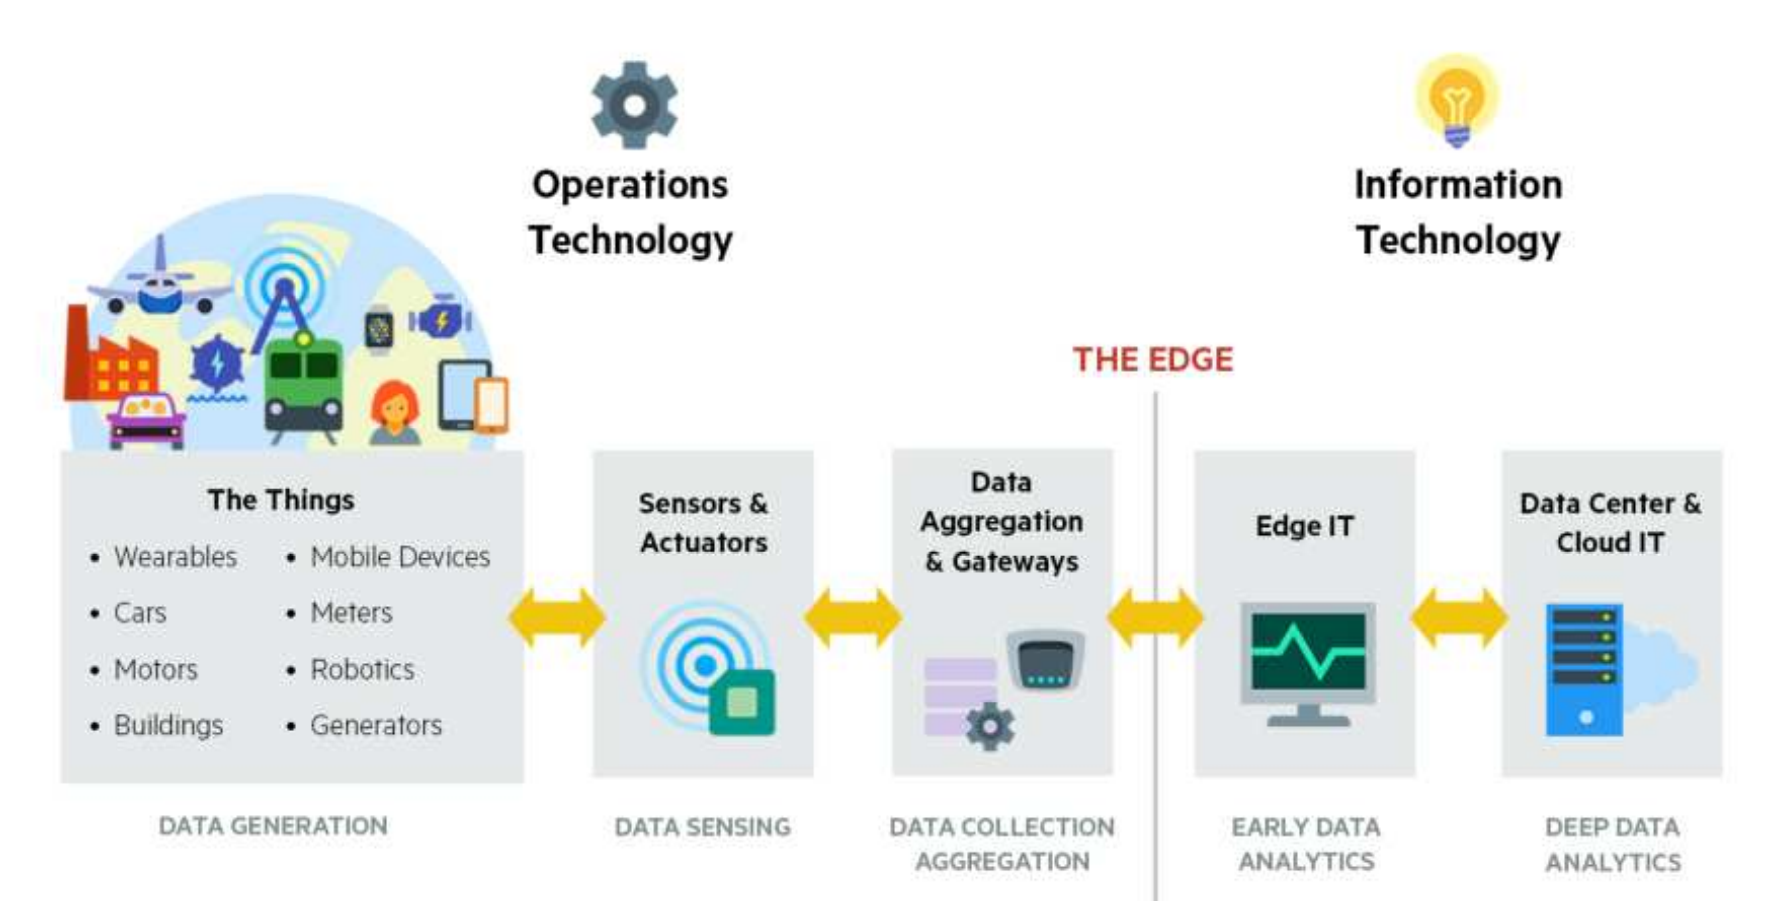 Operations
Technology
Information
Technology
THE EDGE
The Things
• Wearables
• Cars
• Motors
• Buildings
• Mobile Devices
• Meters
• Robotics
• Generators
DATA GENERATION
Sensors &
Actuators
DATA SENSING
Data
Aggregation
& Gateways
DATA COLLECTION
AGGREGATION
Edge IT
EARLY DATA
ANALYTICS
Data Center &
Cloud IT
DEEP DATA
ANALYTICS